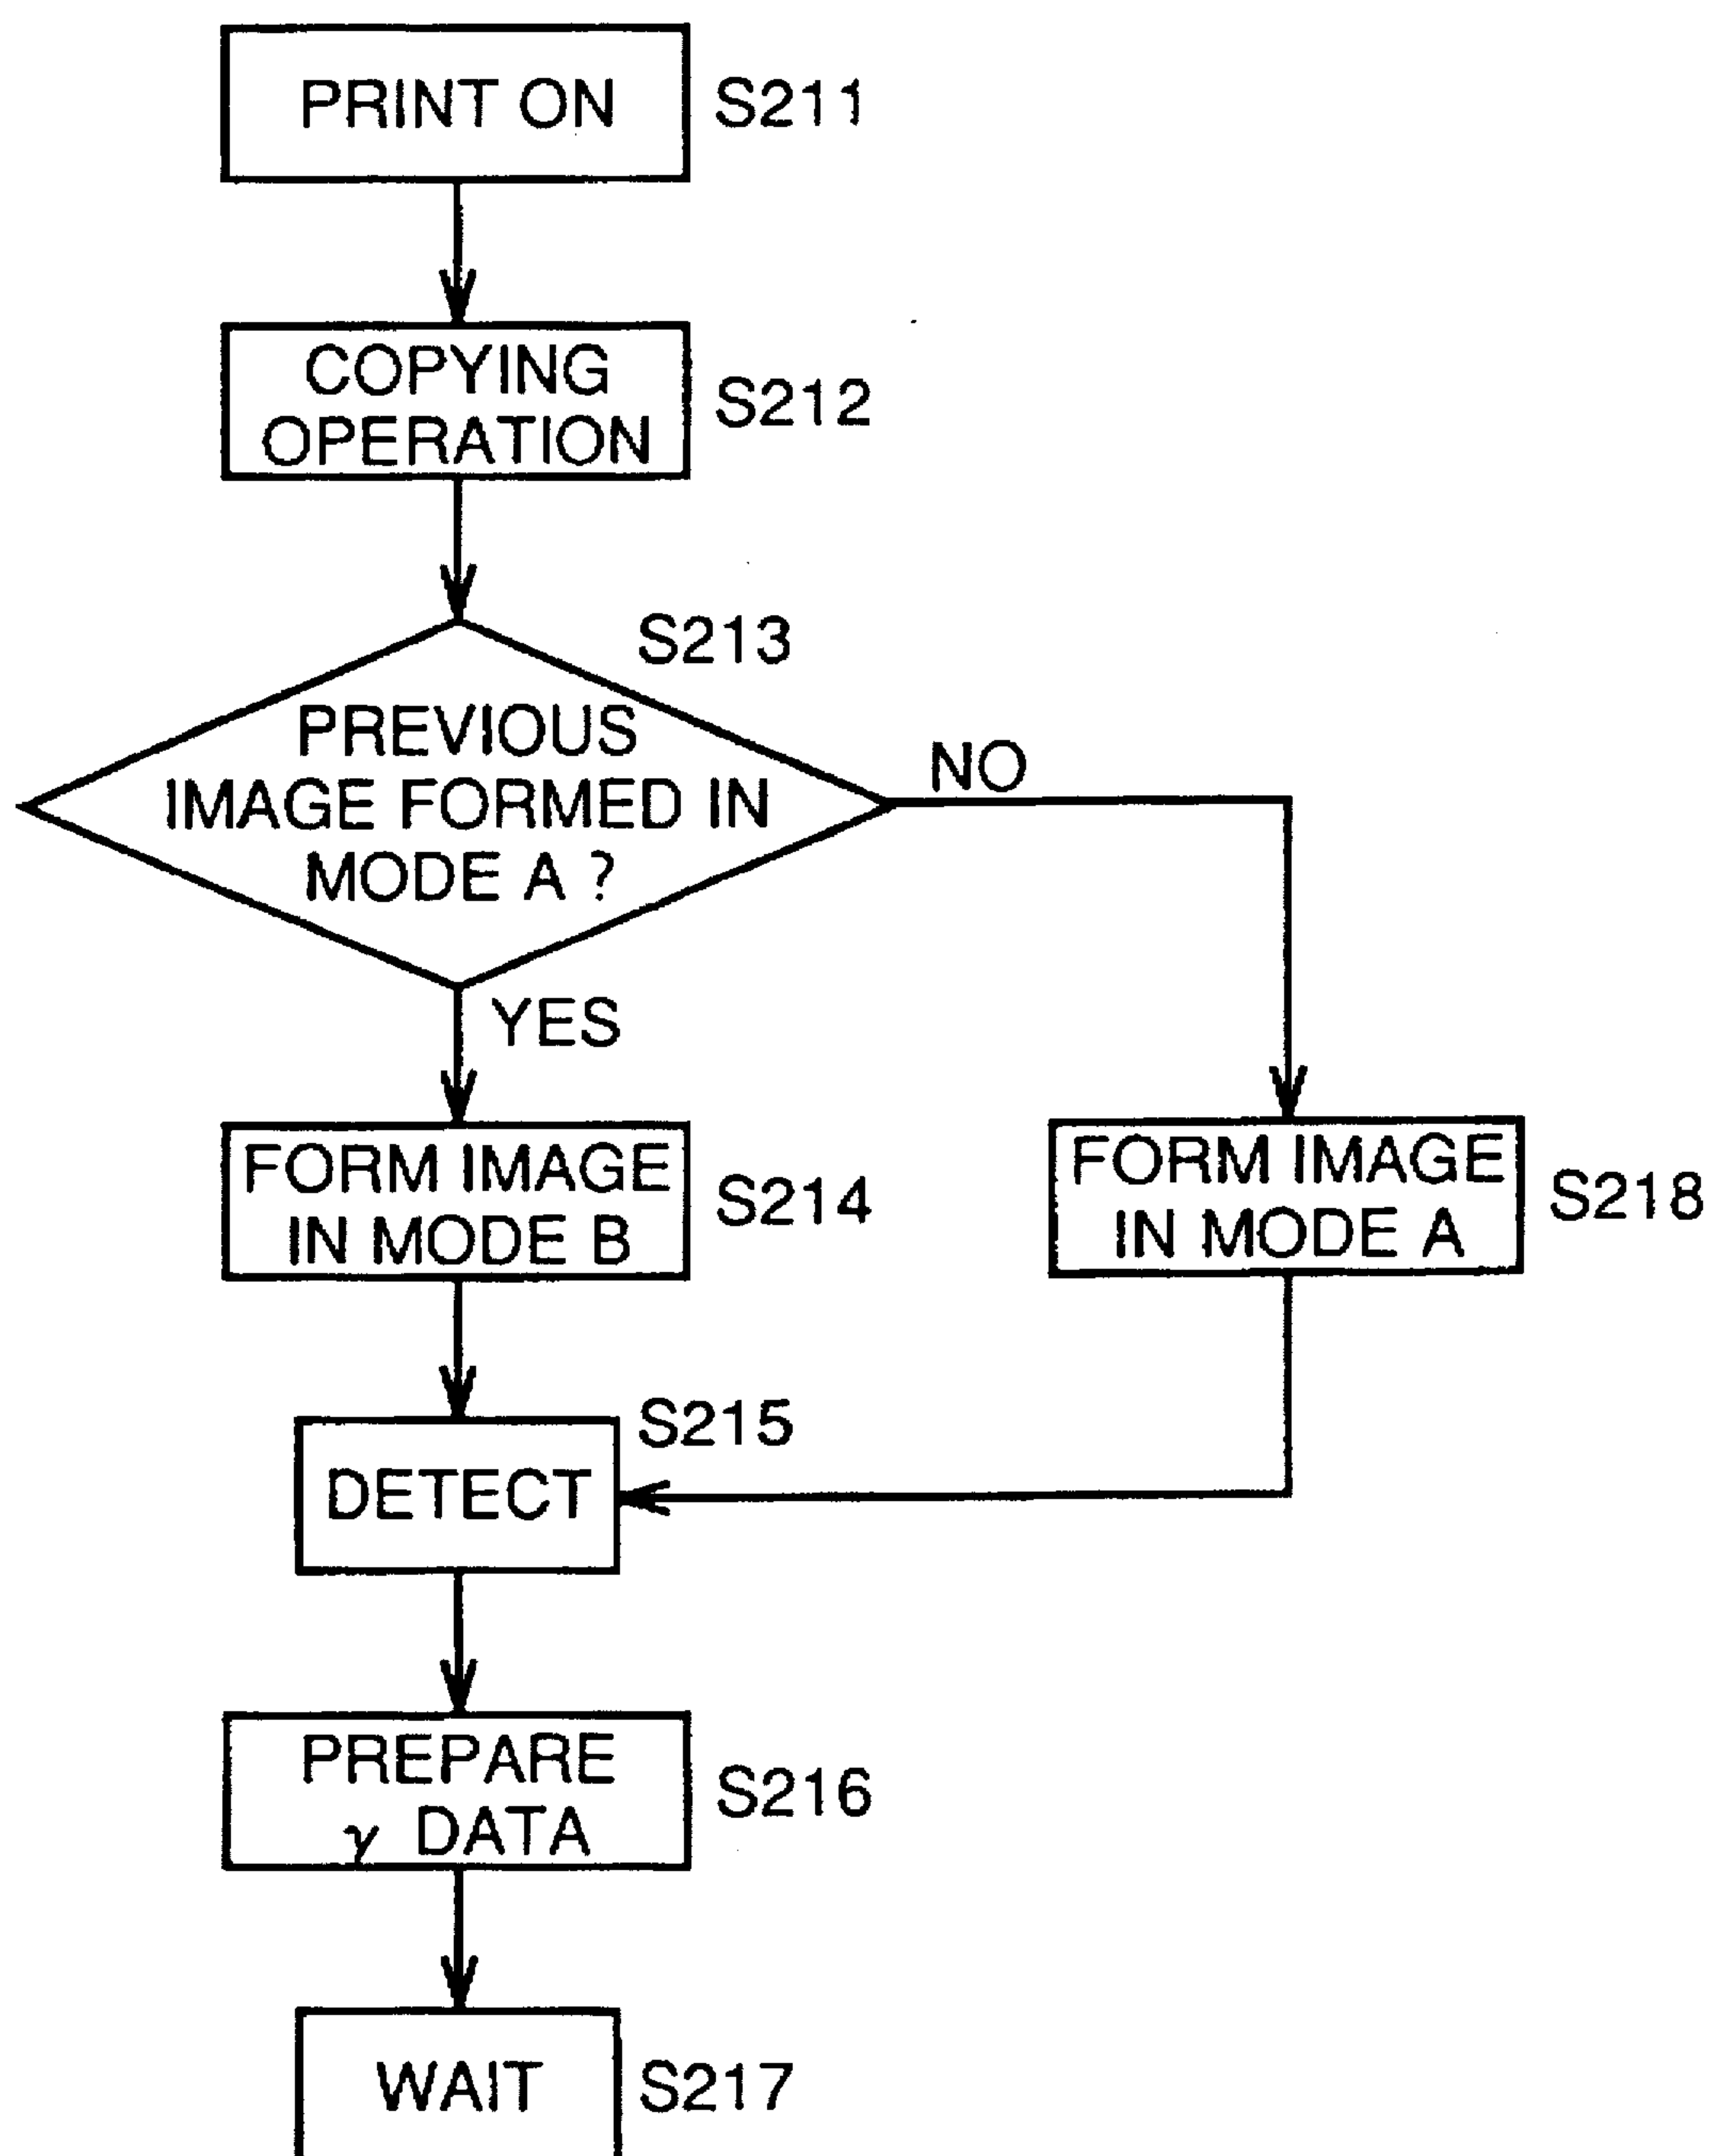 PRINT ON
S211
COPYING
OPERATION
S212
S213
PREVIOUS
IMAGE FORMED IN
MODE A ?
NO
YES
FORM IMAGE
IN MODE B
S214
FORM IMAGE
IN MODE A
S218
S215
DETECT
PREPARE
γ DATA
S216
WAIT
S217